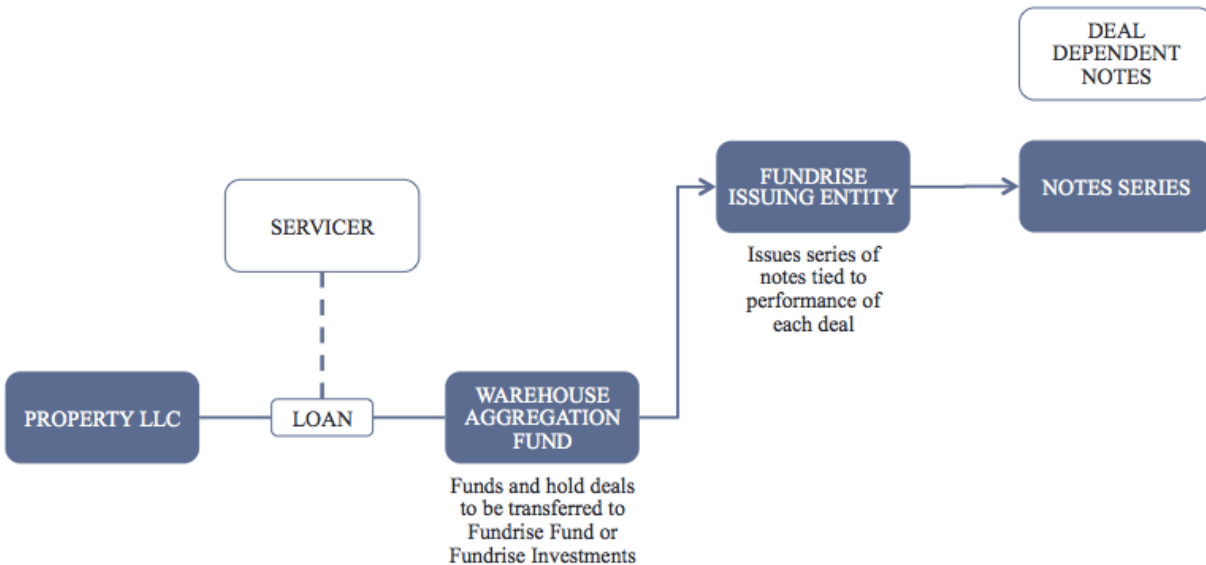 DEAL
DEPENDENT
NOTES
FUNDRISE
ISSUING ENTITY
NOTES SERIES
SERVICER
Issues series of
notes tied to
performance of
each deal
PROPERTY LLC
LOAN
WAREHOUSE
AGGREGATION
FUND
Funds and hold deals
to be transferred to
Fundrise Fund or
Fundrise Investments